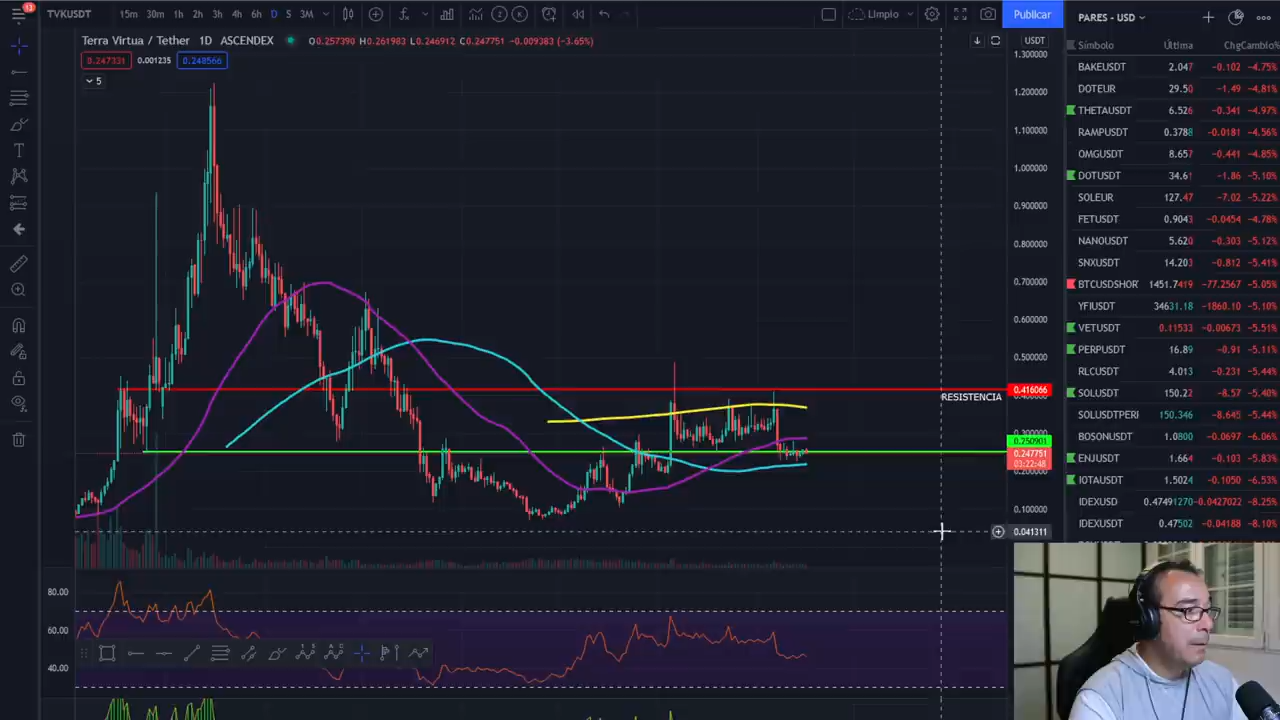 13
TVKUSDT 15m 30m 1h 2h 3h 4h 6h D S 3M Limpio Publicar PARES - USD
Terra Virtua / Tether 1D ASCENDEX O0.257390 H0.261983 L0.246912 C0.247751 −0.009383 (−3.65%) USDT
Símbolo Última Chg Cambio%
0.247331 0.001235 0.248566
5
1.300000
1.200000
1.100000
1.000000
0.900000
0.800000
0.700000
0.600000
0.500000
0.416066
RESISTENCIA
0.300000
0.250901
0.247751
03:22:48
0.200000
0.100000
0.041311
80.00
60.00
40.00
BAKEUSDT 2.047 −0.102 −4.75%
DOTEUR 29.50 −1.49 −4.81%
THETAUSDT 6.526 −0.341 −4.97%
RAMPUSDT 0.3788 −0.0181 −4.56%
OMGUSDT 8.657 −0.441 −4.85%
DOTUSDT 34.61 −1.86 −5.10%
SOLEUR 127.47 −7.02 −5.22%
FETUSDT 0.9043 −0.0454 −4.78%
NANOUSDT 5.620 −0.303 −5.12%
SNXUSDT 14.203 −0.812 −5.41%
BTCUSDSHOR 1451.7419 −77.2567 −5.05%
YFIUSDT 34631.18 −1860.10 −5.10%
VETUSDT 0.11533 −0.00673 −5.51%
PERPUSDT 16.89 −0.91 −5.11%
RLCUSDT 4.013 −0.231 −5.44%
SOLUSDT 150.22 −8.57 −5.40%
SOLUSDTPERI 150.346 −8.645 −5.44%
BOSONUSDT 1.0800 −0.0697 −6.06%
ENJUSDT 1.664 −0.103 −5.83%
IOTAUSDT 1.5024 −0.1050 −6.53%
IDEXUSD 0.47491270 −0.0427022 −8.25%
IDEXUSDT 0.47502 −0.04188 −8.10%